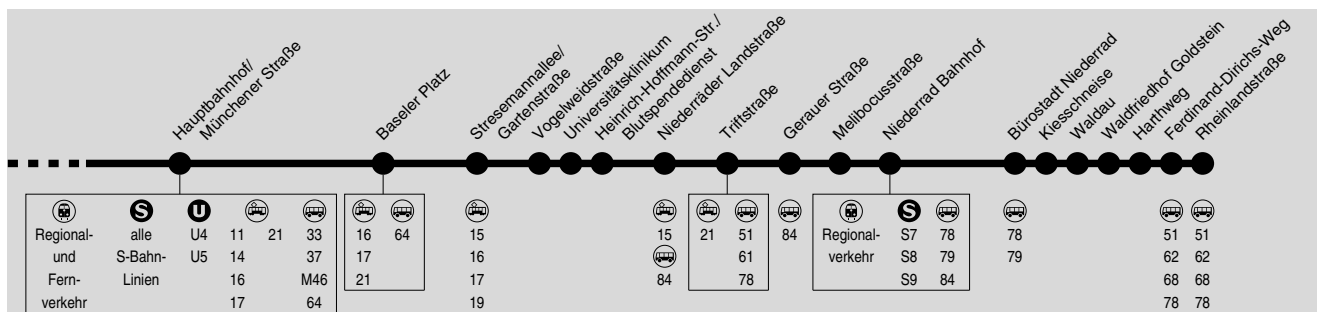 Hauptbahnhof/
Münchener Straße
Baseler Platz
Stresemannallee/
Gartenstraße
Vogelweidstraße
Universitätsklinikum
Heinrich-Hoffmann-Str./
Blutspendedienst
Niederräder Landstraße
Triftstraße
Gerauer Straße
Melibocusstraße
Niederrad Bahnhof
Bürostadt Niederrad
Kiesschneise
Waldau
Waldfriedhof Goldstein
Harthweg
Ferdinand-Dirichs-Weg
Rheinlandstraße
S U S
Regional- alle U4 11 21 33 16 64 15 15 21 51 84 Regional- S7 78 78 51 51
und S-Bahn- U5 14 37 17 16 61 verkehr S8 79 79 62 62
Fern- Linien 16 M46 21 17 84 78 S9 84 68 68
verkehr 17 64 19 78 78